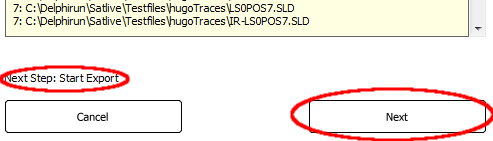 7: C:\Delphirun\Satlive\Testfiles\hugoTraces\LS0POS7.SLD
7: C:\Delphirun\Satlive\Testfiles\hugoTraces\IR-LS0POS7.SLD
Next Step: Start Export
Cancel
Next